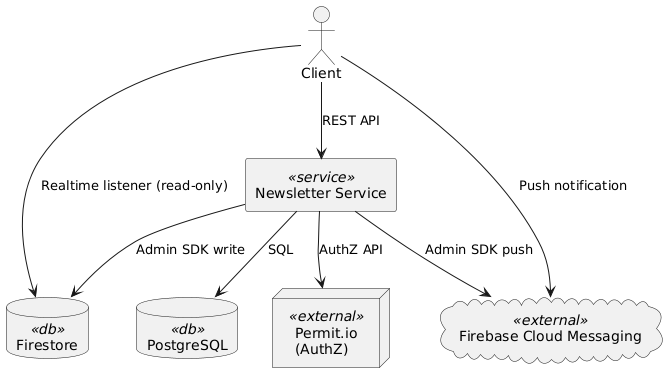 Client
REST API
Realtime listener (read-only)
Push notification
«service»
Newsletter Service
Admin SDK write
SQL
AuthZ API
Admin SDK push
«db»
Firestore
«db»
PostgreSQL
«external»
Permit.io
(AuthZ)
«external»
Firebase Cloud Messaging